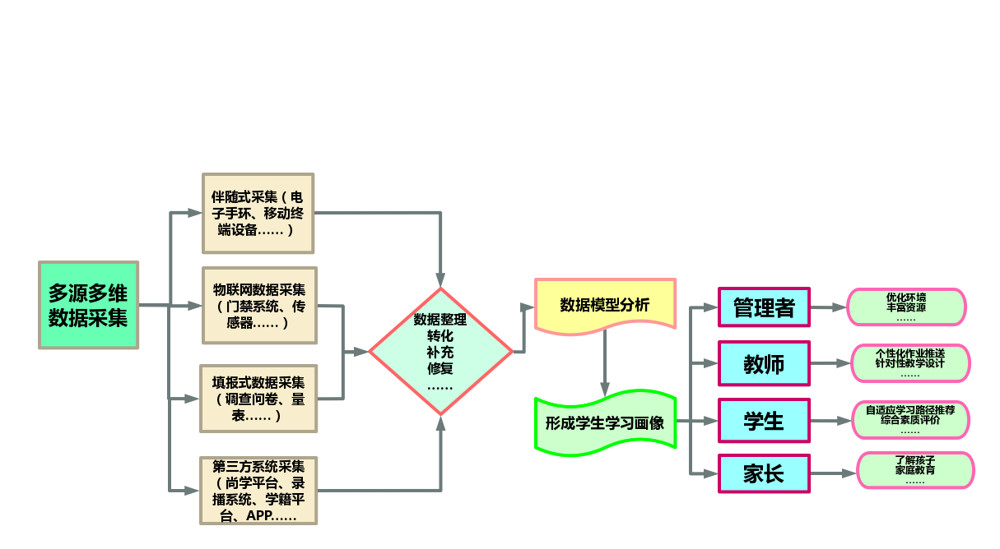 多源多维
数据采集
伴随式采集（电
子手环、移动终
端设备……）
物联网数据采集
（门禁系统、传
感器……）
填报式数据采集
（调查问卷、量
表……）
第三方系统采集
（尚学平台、录
播系统、学籍平
台、APP……
数据整理
转化
补充
修复
……
数据模型分析
形成学生学习画像
管理者
教师
学生
家长
优化环境
丰富资源
……
个性化作业推送
针对性教学设计
……
自适应学习路径推荐
综合素质评价
……
了解孩子
家庭教育
……